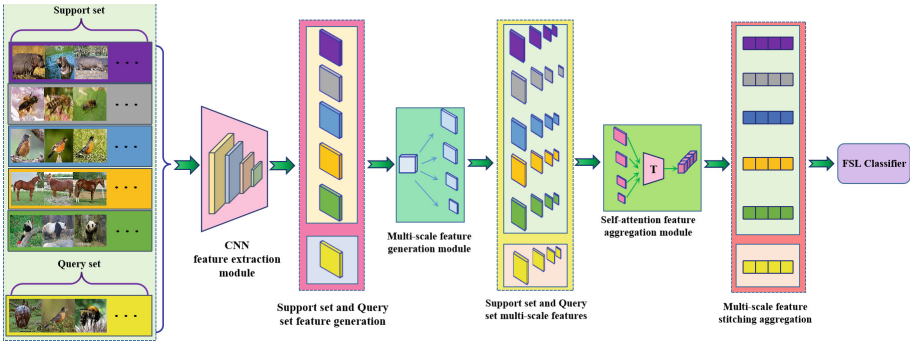 Support set
. . .
. . .
. . .
. . .
. . .
Query set
. . .
CNN
feature extraction
module
Support set and Query
set feature generation
Multi-scale feature
generation module
Support set and Query
set multi-scale features
T
Self-attention feature
aggregation module
Multi-scale feature
stitching aggregation
FSL Classifier